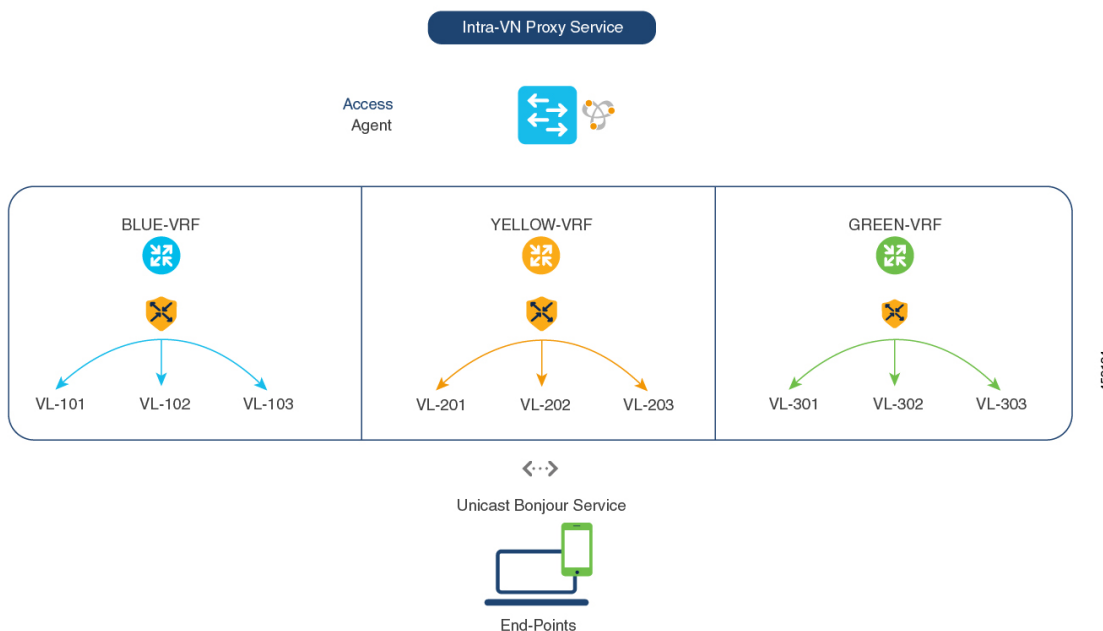 Intra-VN Proxy Service
Access
Agent
BLUE-VRF
YELLOW-VRF
GREEN-VRF
VL-101
VL-102
VL-103
VL-201
VL-202
VL-203
VL-301
VL-302
VL-303
Unicast Bonjour Service
End-Points